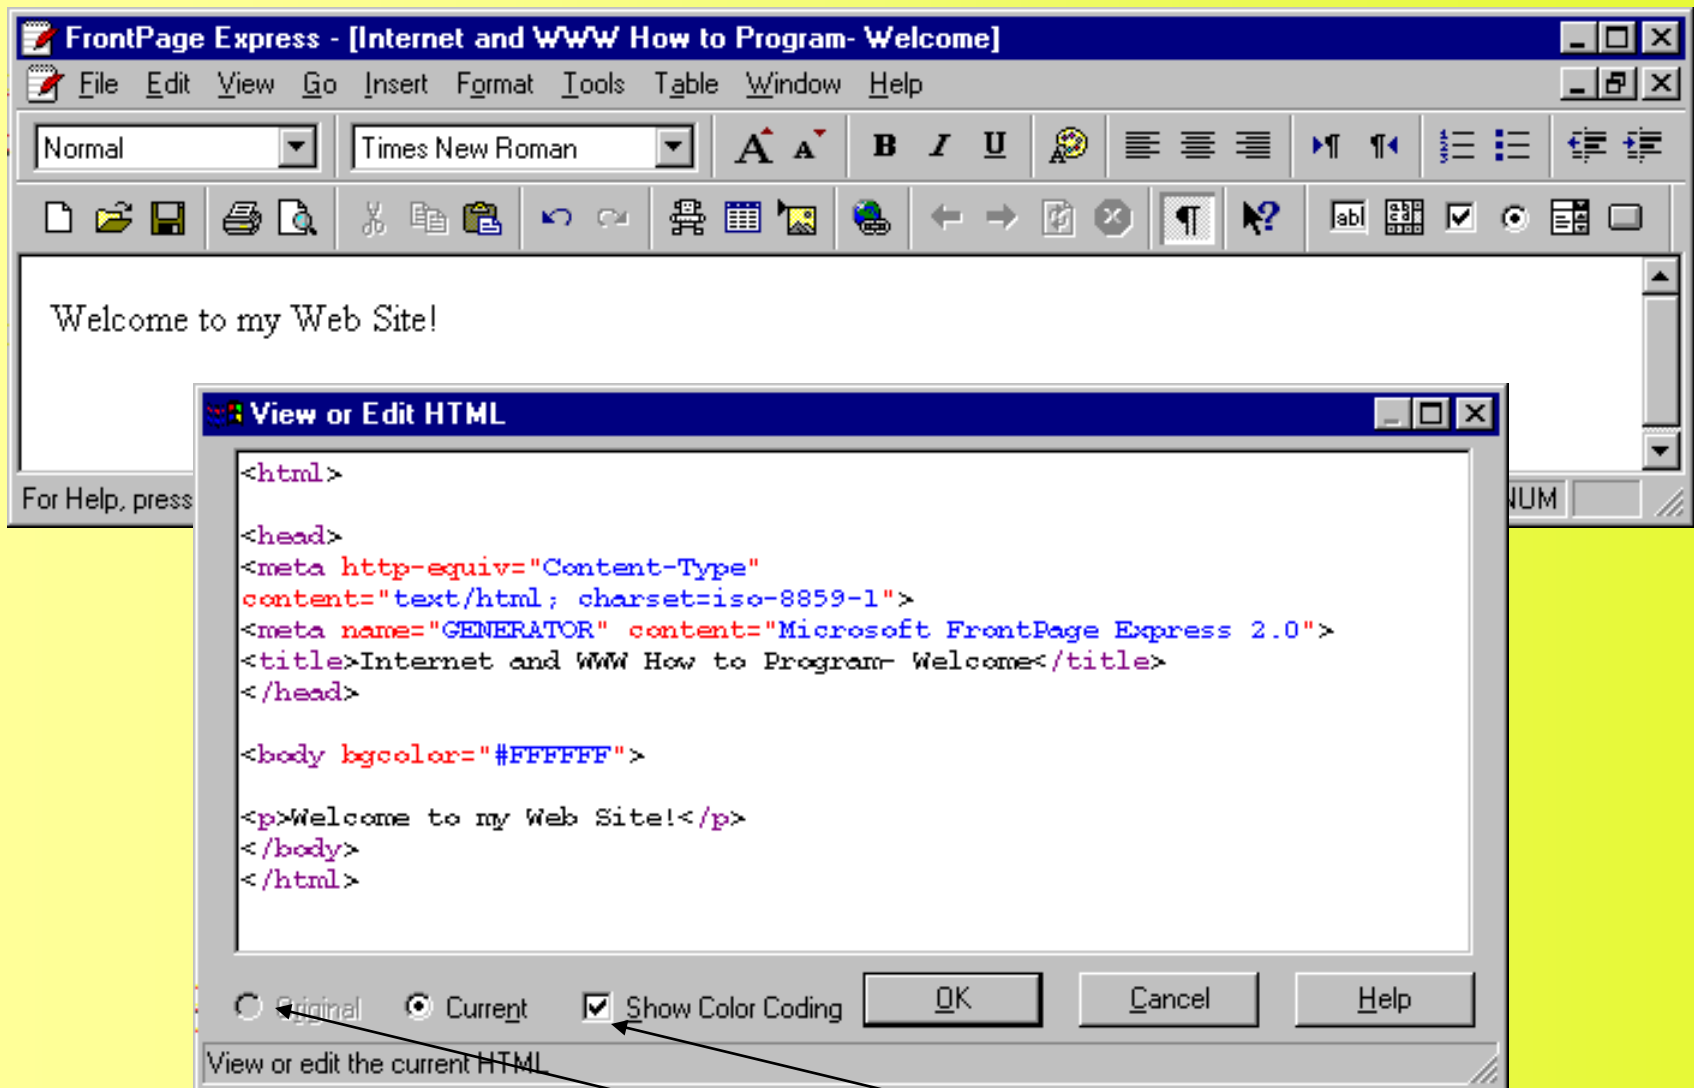 FrontPage Express - [Internet and WWW How to Program- Welcome]
File Edit View Go Insert Format Tools Table Window Help
Normal Times New Roman A A B I U
abl
Welcome to my Web Site!
View or Edit HTML
<html>
For Help, press NUM
<head>
<meta http-equiv="Content-Type"
content="text/html; charset=iso-8859-1">
<meta name="GENERATOR" content="Microsoft FrontPage Express 2.0">
<title>Internet and WWW How to Program- Welcome</title>
</head>
<body bgcolor="#FFFFFF">
<p>Welcome to my Web Site!</p>
</body>
</html>
Original Current Show Color Coding OK Cancel Help
View or edit the current HTML